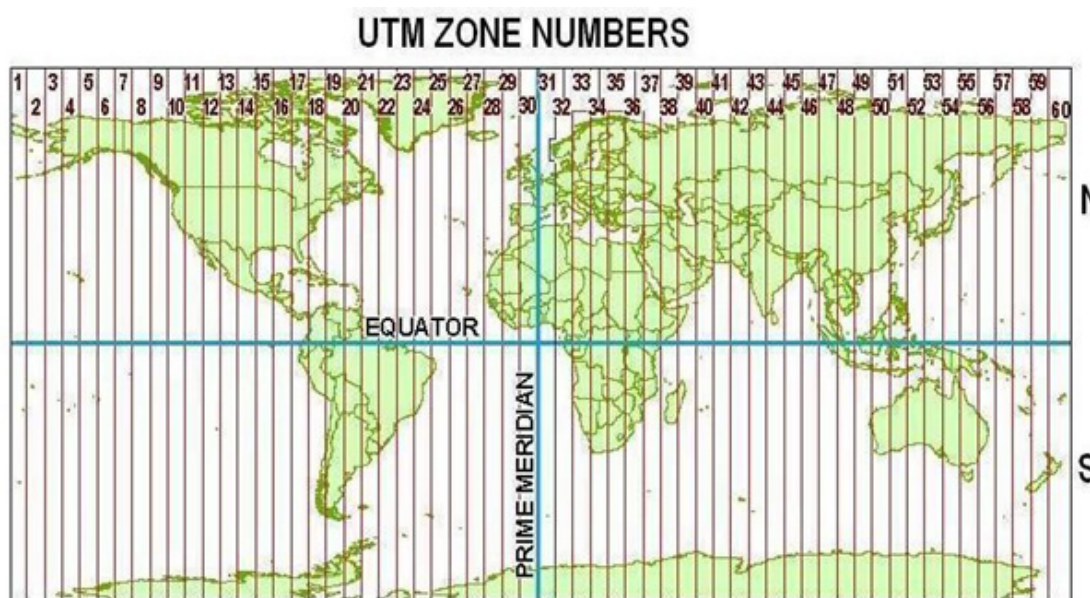 UTM ZONE NUMBERS
1 3 5 7 9 11 13 15 17 19 21 23 25 27 29 31 33 35 37 39 41 43 45 47 49 51 53 55 57 59
2 4 6 8 10 12 14 16 18 20 22 24 26 28 30 32 34 36 38 40 42 44 46 48 50 52 54 56 58 60
N
EQUATOR
PRIME MERIDIAN
S